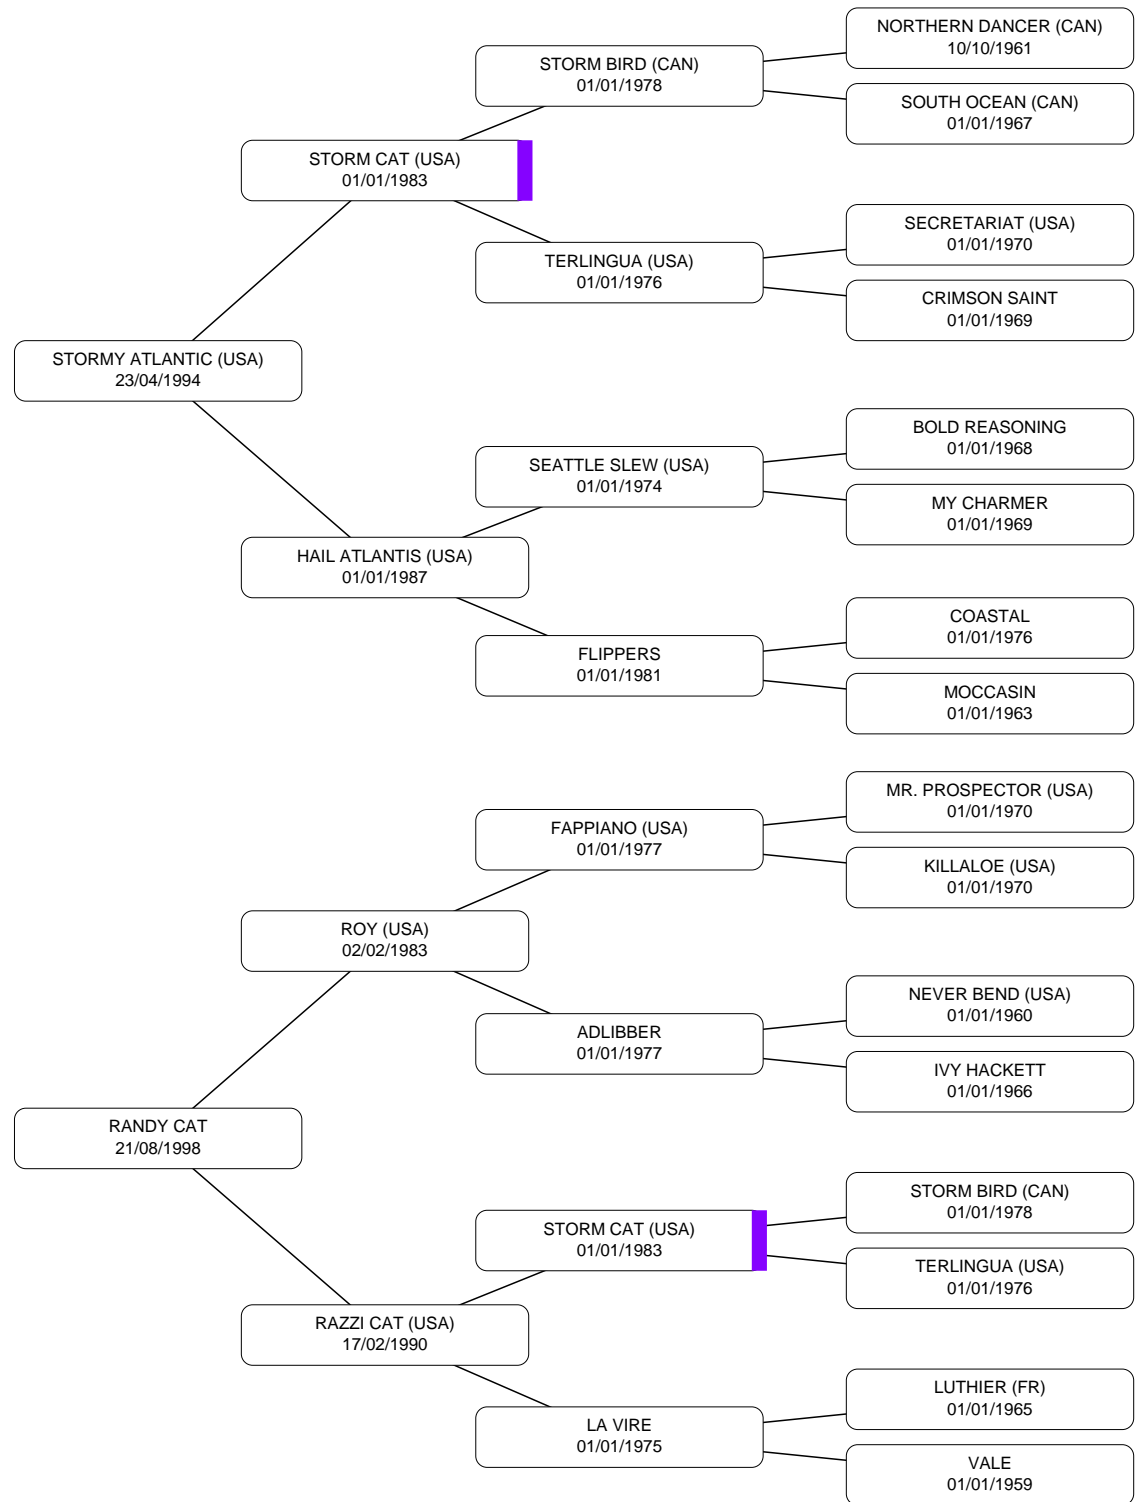 NORTHERN DANCER (CAN)
10/10/1961
STORM BIRD (CAN)
01/01/1978
SOUTH OCEAN (CAN)
01/01/1967
STORM CAT (USA)
01/01/1983
SECRETARIAT (USA)
01/01/1970
TERLINGUA (USA)
01/01/1976
CRIMSON SAINT
01/01/1969
STORMY ATLANTIC (USA)
23/04/1994
BOLD REASONING
01/01/1968
SEATTLE SLEW (USA)
01/01/1974
MY CHARMER
01/01/1969
HAIL ATLANTIS (USA)
01/01/1987
COASTAL
01/01/1976
FLIPPERS
01/01/1981
MOCCASIN
01/01/1963
MR. PROSPECTOR (USA)
01/01/1970
FAPPIANO (USA)
01/01/1977
KILLALOE (USA)
01/01/1970
ROY (USA)
02/02/1983
NEVER BEND (USA)
01/01/1960
ADLIBBER
01/01/1977
IVY HACKETT
01/01/1966
RANDY CAT
21/08/1998
STORM BIRD (CAN)
01/01/1978
STORM CAT (USA)
01/01/1983
TERLINGUA (USA)
01/01/1976
RAZZI CAT (USA)
17/02/1990
LUTHIER (FR)
01/01/1965
LA VIRE
01/01/1975
VALE
01/01/1959